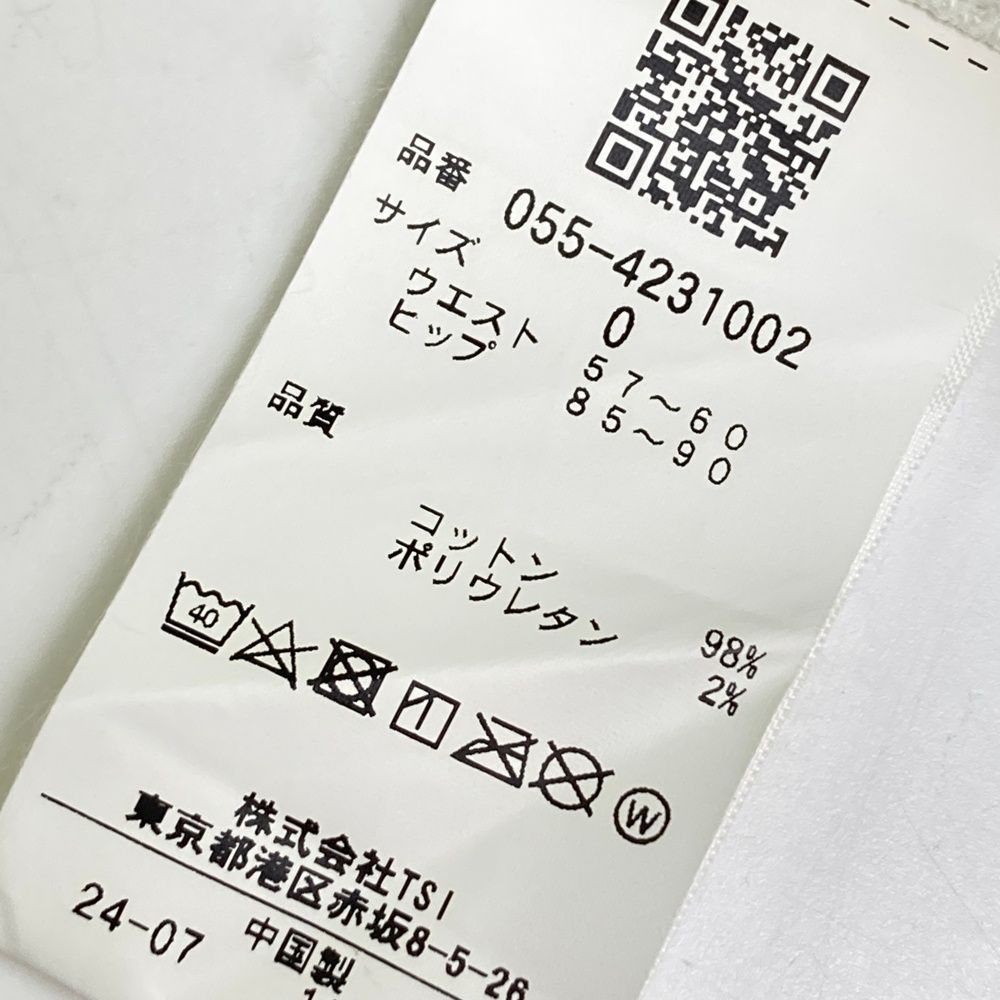 品番 055-4231002
サイズ 0
ウエスト 57〜60
ヒップ 85〜90
品質
コットン 98%
ポリウレタン 2%
40
W
株式会社TSI
東京都港区赤坂8-5-26
24-07 中国製